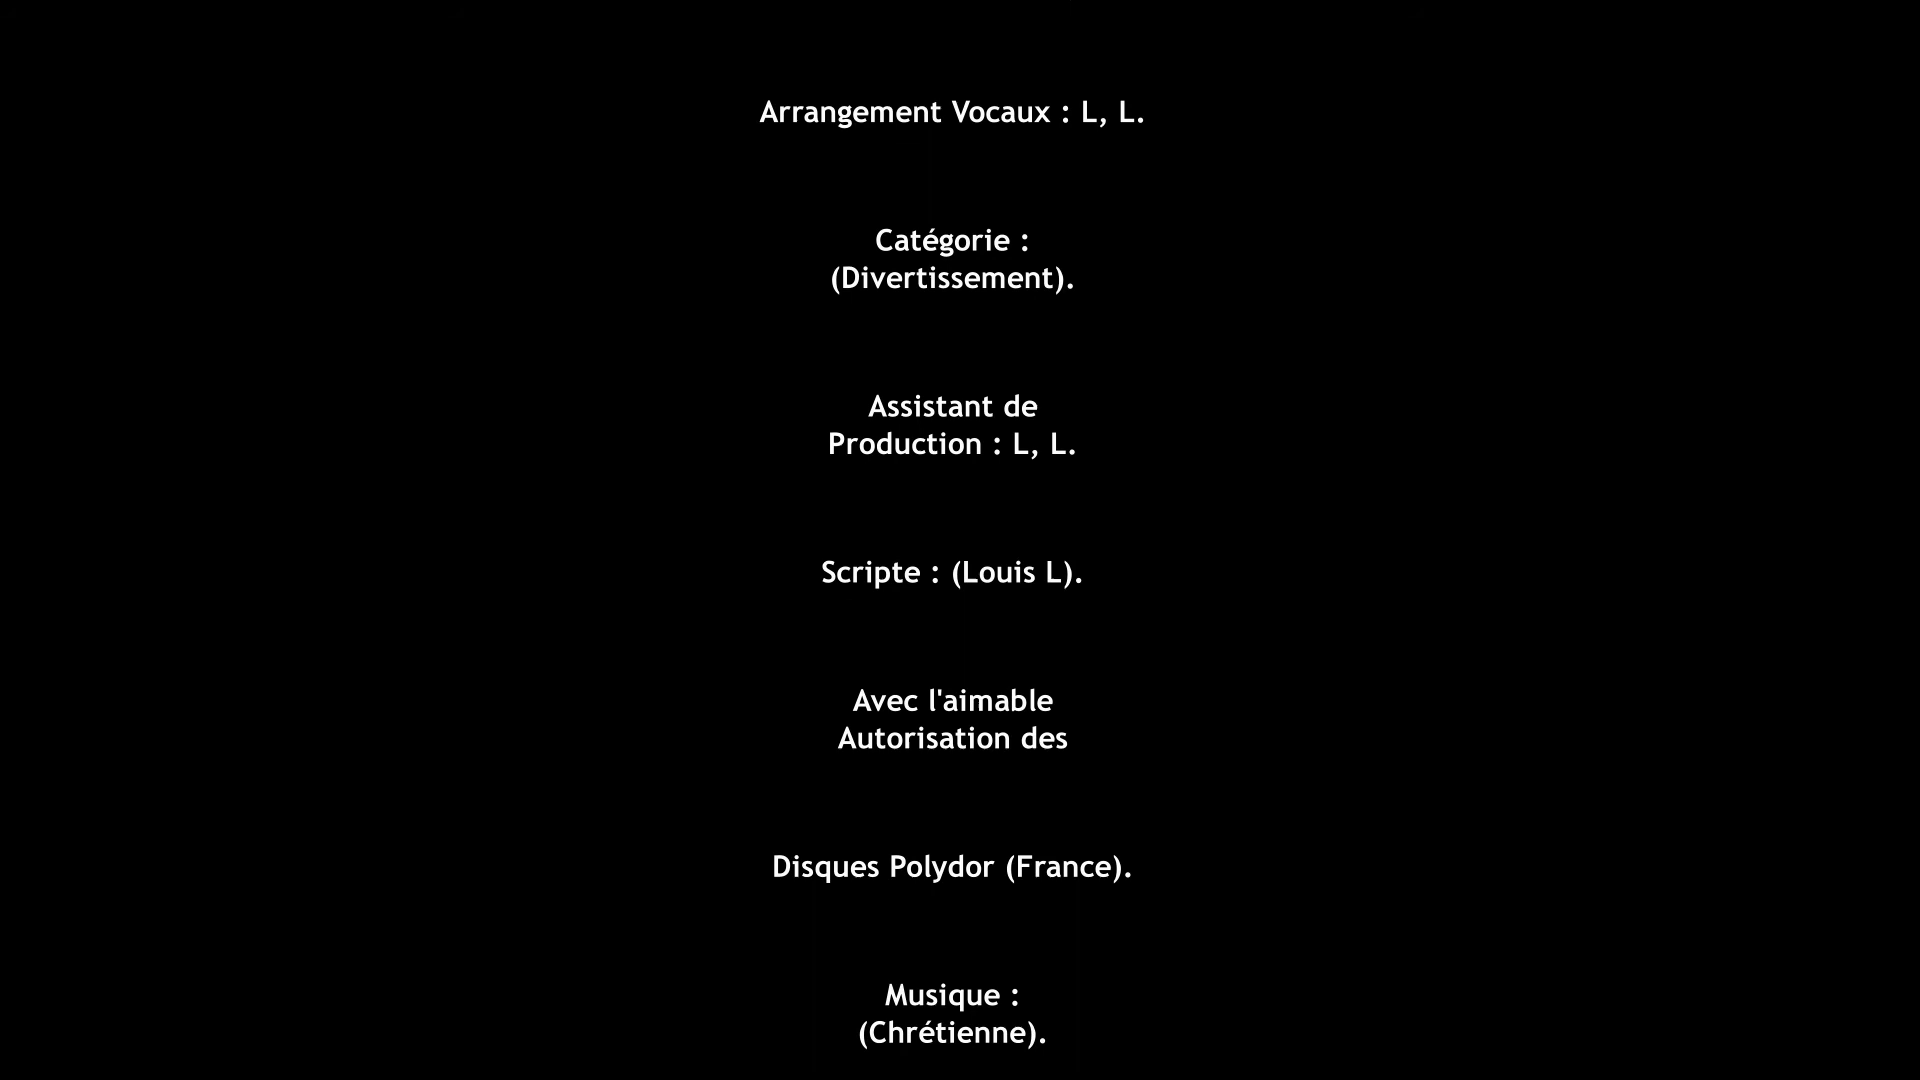 Arrangement Vocaux : L, L.
Catégorie :
(Divertissement).
Assistant de
Production : L, L.
Scripte : (Louis L).
Avec l'aimable
Autorisation des
Disques Polydor (France).
Musique :
(Chrétienne).